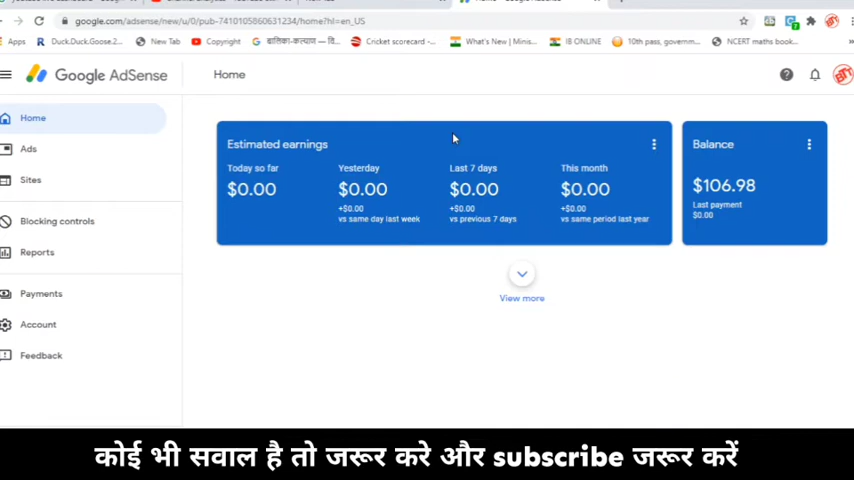 google.com/adsense/new/u/0/pub-7410105860631234/home?hl=en_US
Apps Duck.Duck.Goose.2... New Tab Copyright बालिका-कल्याण — वि... Cricket scorecard -... What's New | Minis... IB ONLINE 10th pass, governm... NCERT maths book...
Google AdSense Home
Home
Ads
Sites
Blocking controls
Reports
Payments
Account
Feedback
Estimated earnings
Today so far Yesterday Last 7 days This month
$0.00 $0.00 $0.00 $0.00
+$0.00 +$0.00 +$0.00
vs same day last week vs previous 7 days vs same period last year
Balance
$106.98
Last payment
$0.00
View more
कोई भी सवाल है तो जरूर करे और subscribe जरूर करें